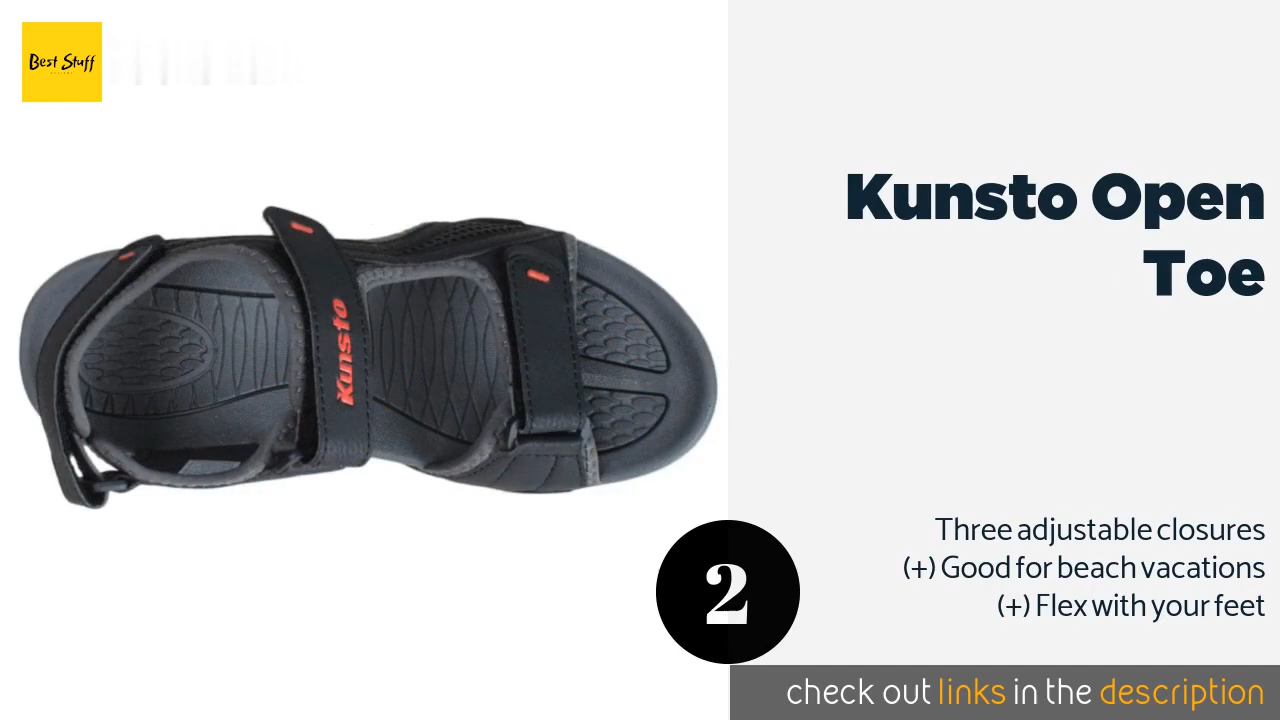 Best Stuff
Kunsto Open
Toe
Kunsto
Three adjustable closures
(+) Good for beach vacations
(+) Flex with your feet
2
check out links in the description